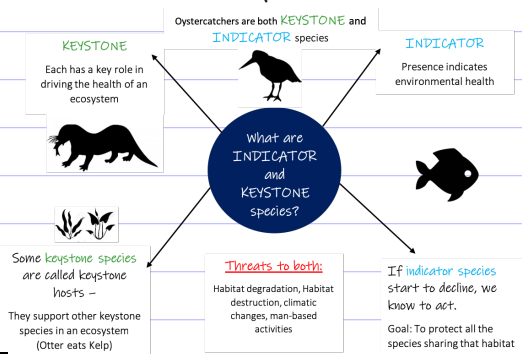 Oystercatchers are both KEYSTONE and
INDICATOR species
KEYSTONE
Each has a key role in
driving the health of an
ecosystem
INDICATOR
Presence indicates
environmental health
What are
INDICATOR
and
KEYSTONE
species?
Some keystone species
are called keystone
hosts –
They support other keystone
species in an ecosystem
(Otter eats Kelp)
Threats to both:
Habitat degradation, Habitat
destruction, climatic
changes, man-based
activities
If indicator species
start to decline, we
know to act.
Goal: To protect all the
species sharing that habitat